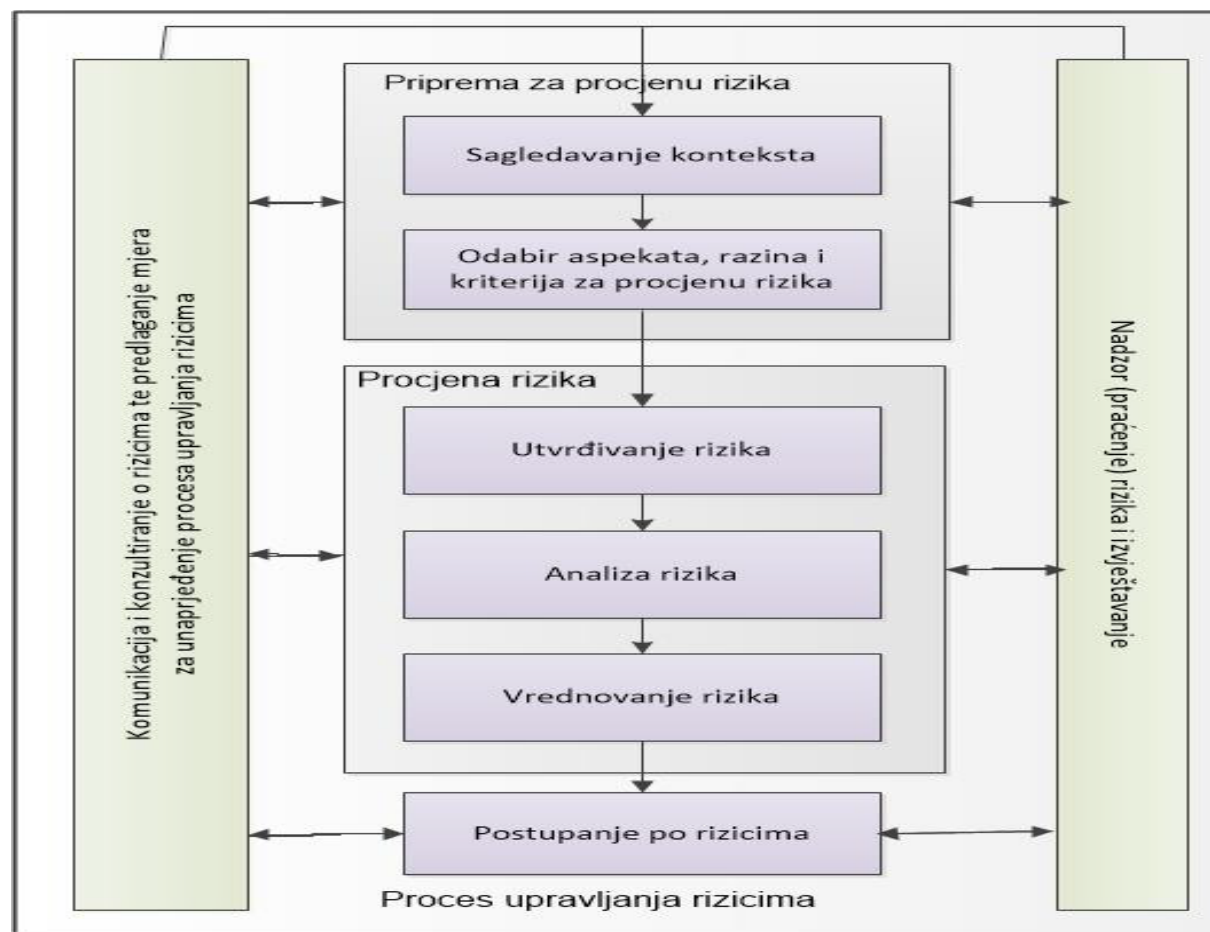 Komunikacija i konzultiranje o rizicima te predlaganje mjera
za unaprjeđenje procesa upravljanja rizicima
Priprema za procjenu rizika
Sagledavanje konteksta
Odabir aspekata, razina i
kriterija za procjenu rizika
Procjena rizika
Utvrđivanje rizika
Analiza rizika
Vrednovanje rizika
Postupanje po rizicima
Proces upravljanja rizicima
Nadzor (praćenje) rizika i izvještavanje